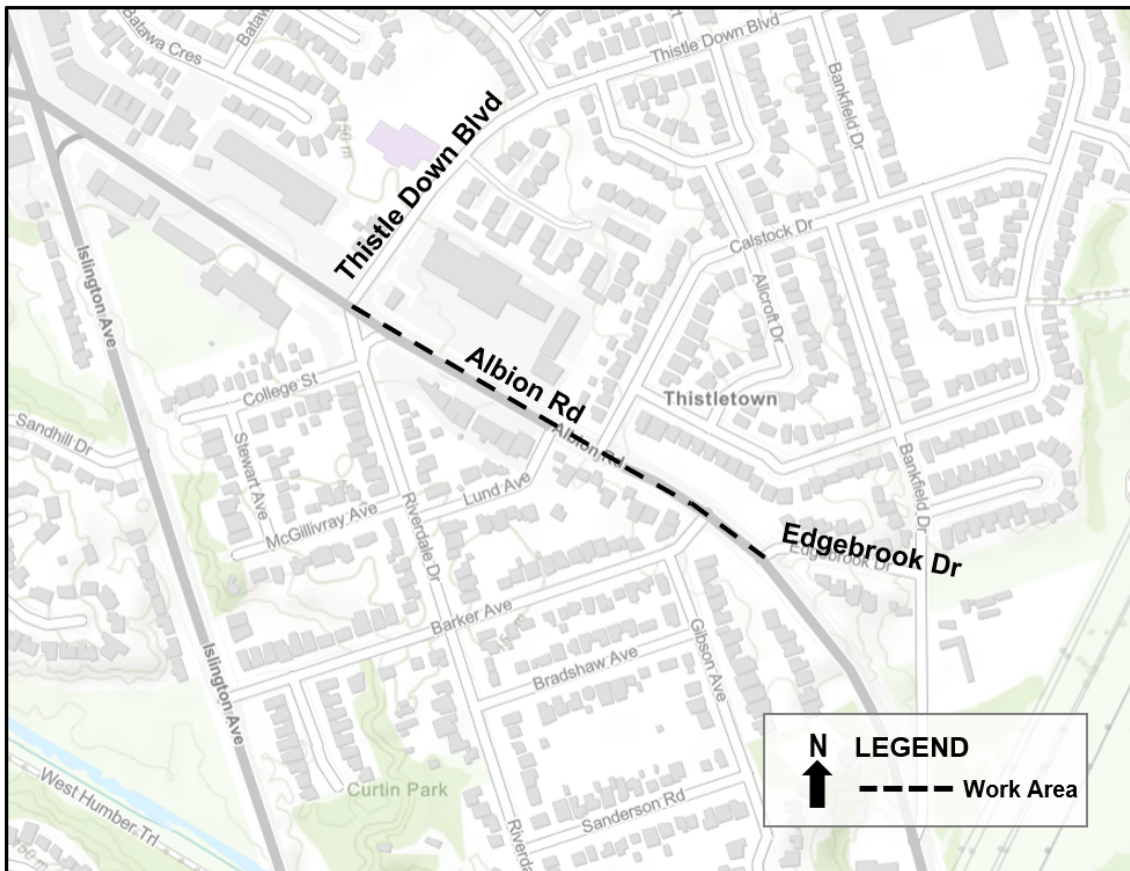 Batawa Cres
Thistle Down Blvd
Bankfield Dr
Thistle Down Blvd
Islington Ave
Calstock Dr
Allcroft Dr
Albion Rd
Thistletown
College St
Sandhill Dr
Stewart Ave
Albion Rd
Bankfield Dr
Lund Ave
McGillivray Ave
Riverdale Dr
Edgebrook Dr
Edgebrook Dr
Barker Ave
Gibson Ave
Bradshaw Ave
Islington Ave
N LEGEND
Work Area
West Humber Trl
Curtin Park
Sanderson Rd